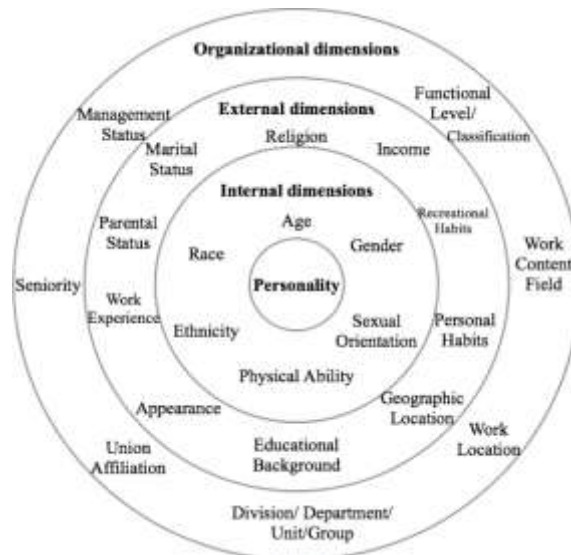 Organizational dimensions
Functional
Level/
Classification
Management
Status
External dimensions
Religion
Marital
Status
Income
Internal dimensions
Age
Recreational
Habits
Parental
Status
Race
Gender
Work
Content
Field
Seniority
Personality
Work
Experience
Ethnicity
Sexual
Orientation
Personal
Habits
Physical Ability
Appearance
Geographic
Location
Union
Affiliation
Educational
Background
Work
Location
Division/ Department/
Unit/Group